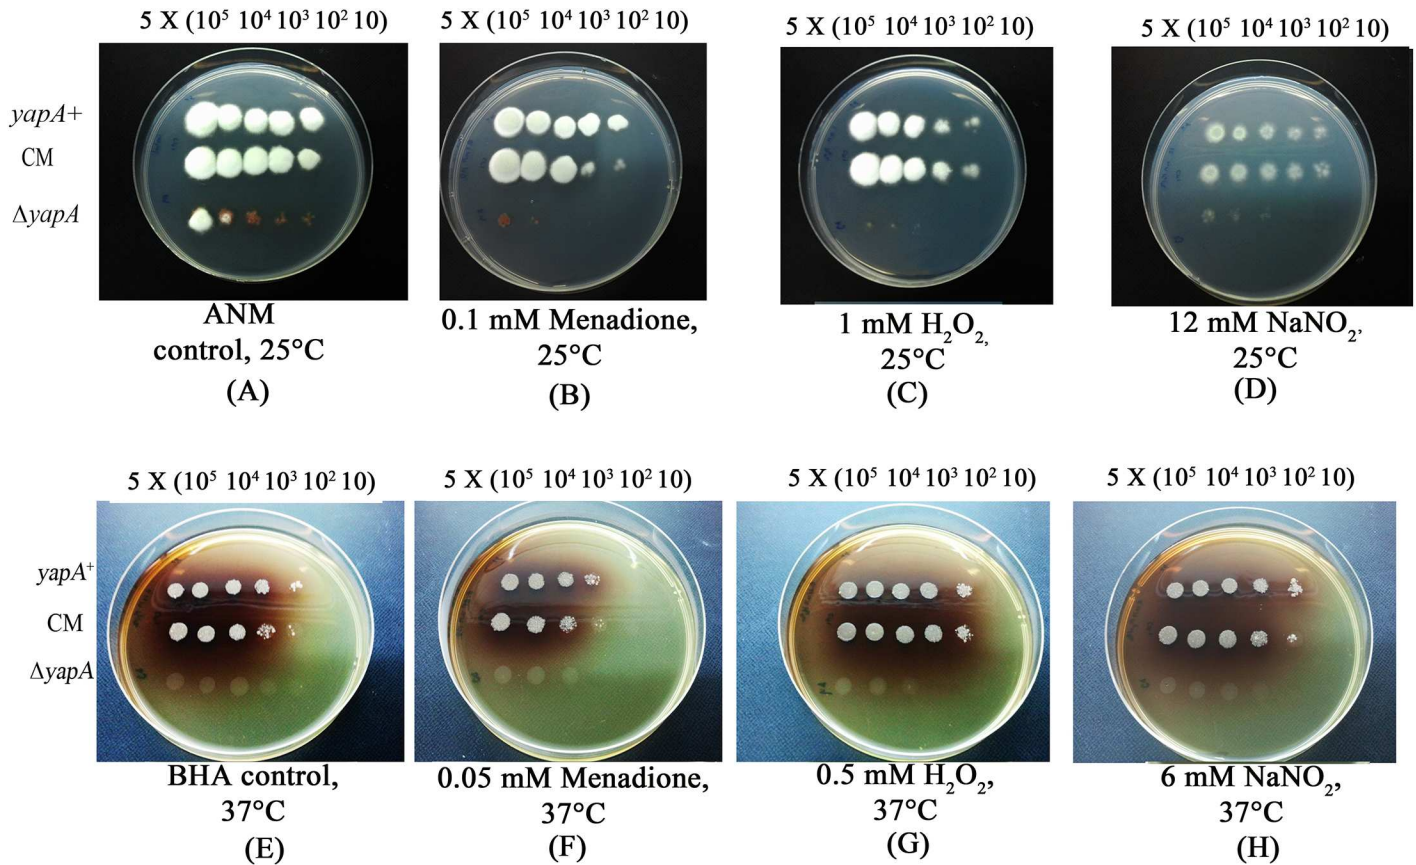 5 X (10⁵ 10⁴ 10³ 10² 10)
5 X (10⁵ 10⁴ 10³ 10² 10)
5 X (10⁵ 10⁴ 10³ 10² 10)
5 X (10⁵ 10⁴ 10³ 10² 10)
yapA+
CM
ΔyapA
ANM
control, 25°C
(A)
0.1 mM Menadione,
25°C
(B)
1 mM H₂O₂,
25°C
(C)
12 mM NaNO₂,
25°C
(D)
5 X (10⁵ 10⁴ 10³ 10² 10)
5 X (10⁵ 10⁴ 10³ 10² 10)
5 X (10⁵ 10⁴ 10³ 10² 10)
5 X (10⁵ 10⁴ 10³ 10² 10)
yapA⁺
CM
ΔyapA
BHA control,
37°C
(E)
0.05 mM Menadione,
37°C
(F)
0.5 mM H₂O₂,
37°C
(G)
6 mM NaNO₂,
37°C
(H)